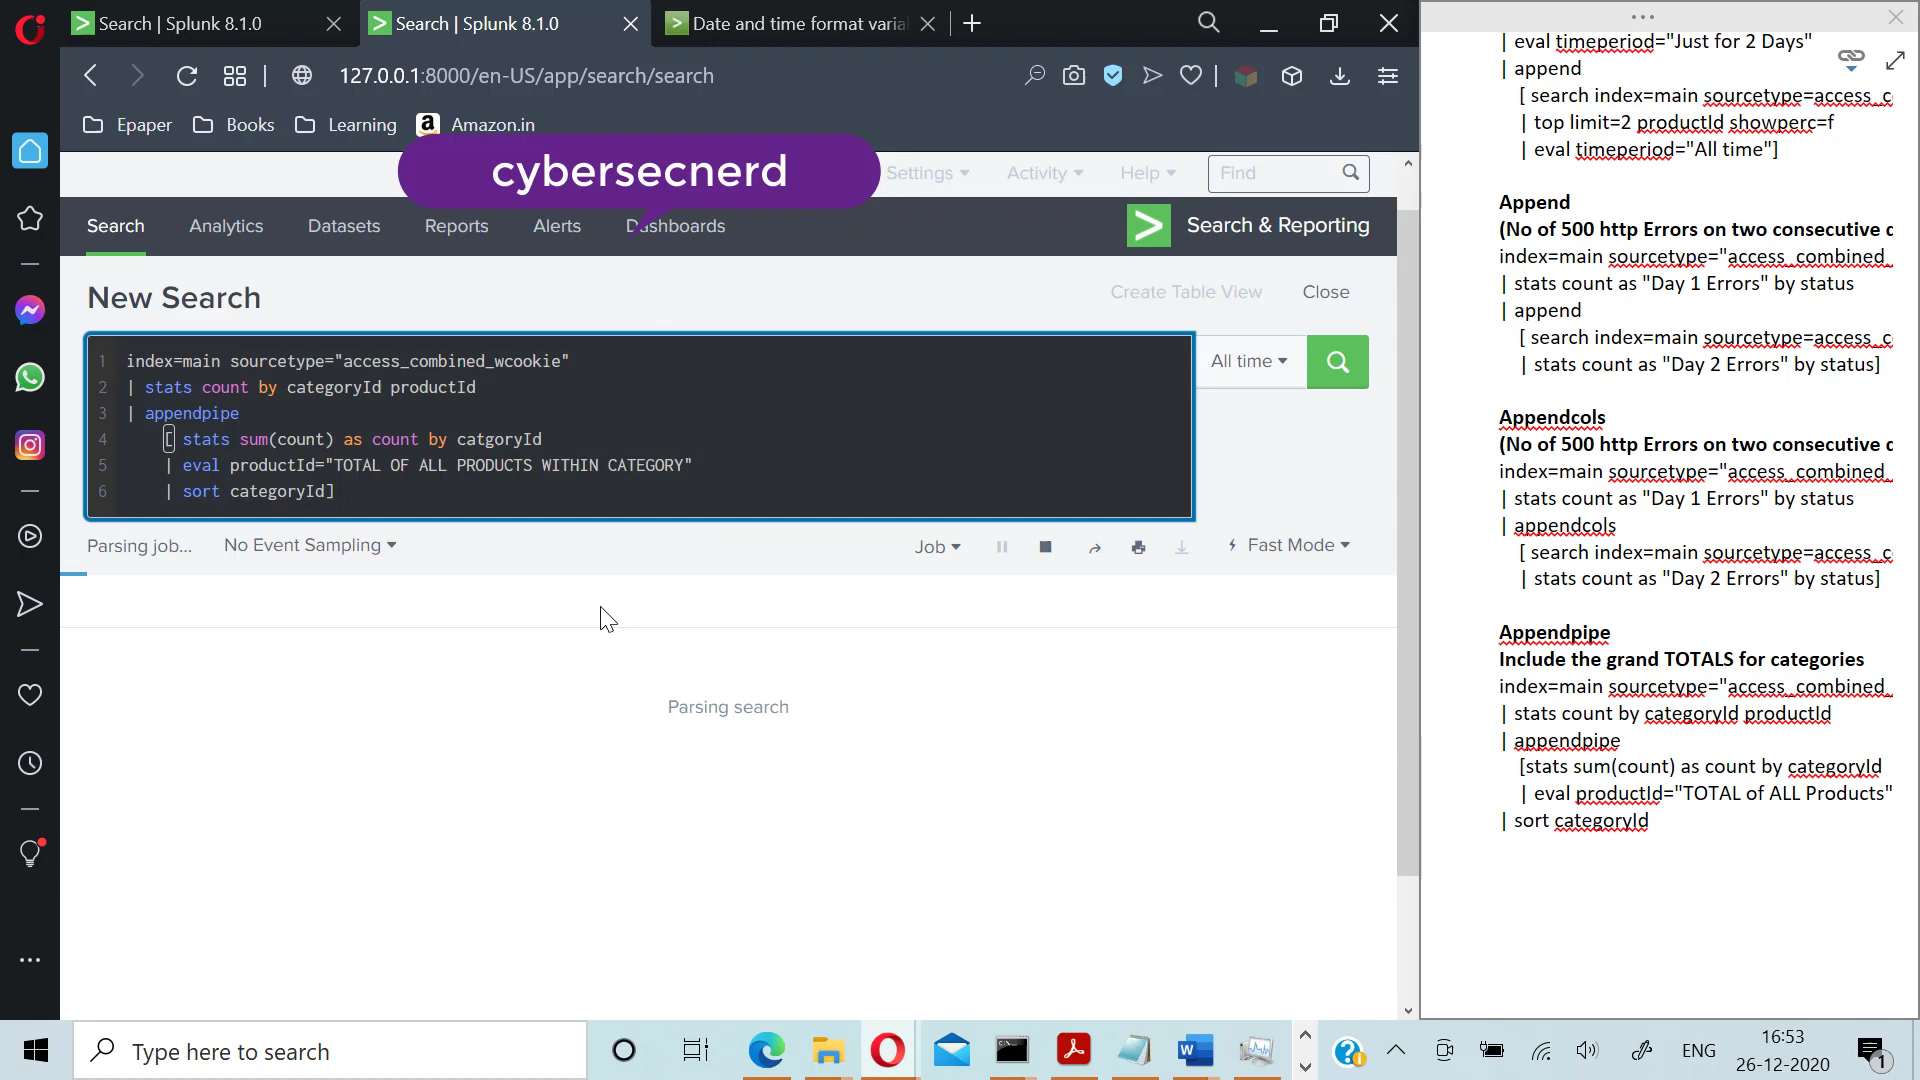 Search | Splunk 8.1.0
Search | Splunk 8.1.0
Date and time format varia
127.0.0.1:8000/en-US/app/search/search
Epaper
Books
Learning
a
Amazon.in
cybersecnerd
Settings
Activity
Help
Find
Search
Analytics
Datasets
Reports
Alerts
Dashboards
Search & Reporting
New Search
Create Table View
Close
1 index=main sourcetype="access_combined_wcookie"
2 | stats count by categoryId productId
3 | appendpipe
4 [ stats sum(count) as count by catgoryId
5 | eval productId="TOTAL OF ALL PRODUCTS WITHIN CATEGORY"
6 | sort categoryId]
All time
Parsing job...
No Event Sampling
Job
Fast Mode
Parsing search
| eval timeperiod="Just for 2 Days"
| append
[ search index=main sourcetype=access_c
| top limit=2 productId showperc=f
| eval timeperiod="All time"]
Append
(No of 500 http Errors on two consecutive d
index=main sourcetype="access_combined_
| stats count as "Day 1 Errors" by status
| append
[ search index=main sourcetype=access_c
| stats count as "Day 2 Errors" by status]
Appendcols
(No of 500 http Errors on two consecutive d
index=main sourcetype="access_combined_
| stats count as "Day 1 Errors" by status
| appendcols
[ search index=main sourcetype=access_c
| stats count as "Day 2 Errors" by status]
Appendpipe
Include the grand TOTALS for categories
index=main sourcetype="access_combined_
| stats count by categoryId productId
| appendpipe
[stats sum(count) as count by categoryId
| eval productId="TOTAL of ALL Products"
| sort categoryId
Type here to search
W
ENG
16:53
26-12-2020
1